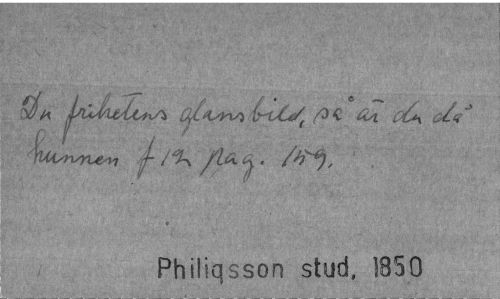 Du frihetens glansbild, så är du då
hunnen f 12 pag. 159.
Philiqsson stud, 1850